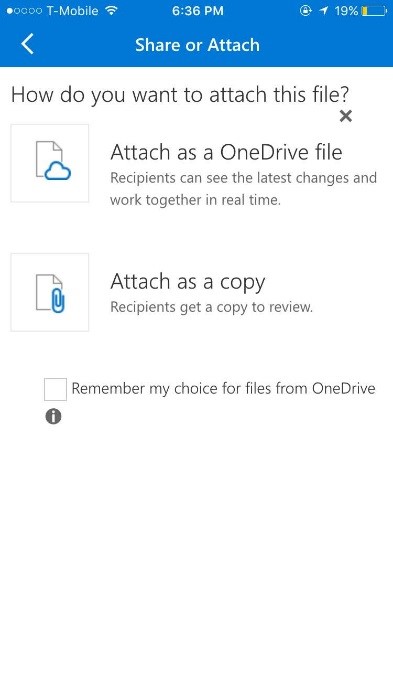 T-Mobile 6:36 PM 19%
Share or Attach
How do you want to attach this file?
Attach as a OneDrive file
Recipients can see the latest changes and
work together in real time.
Attach as a copy
Recipients get a copy to review.
Remember my choice for files from OneDrive